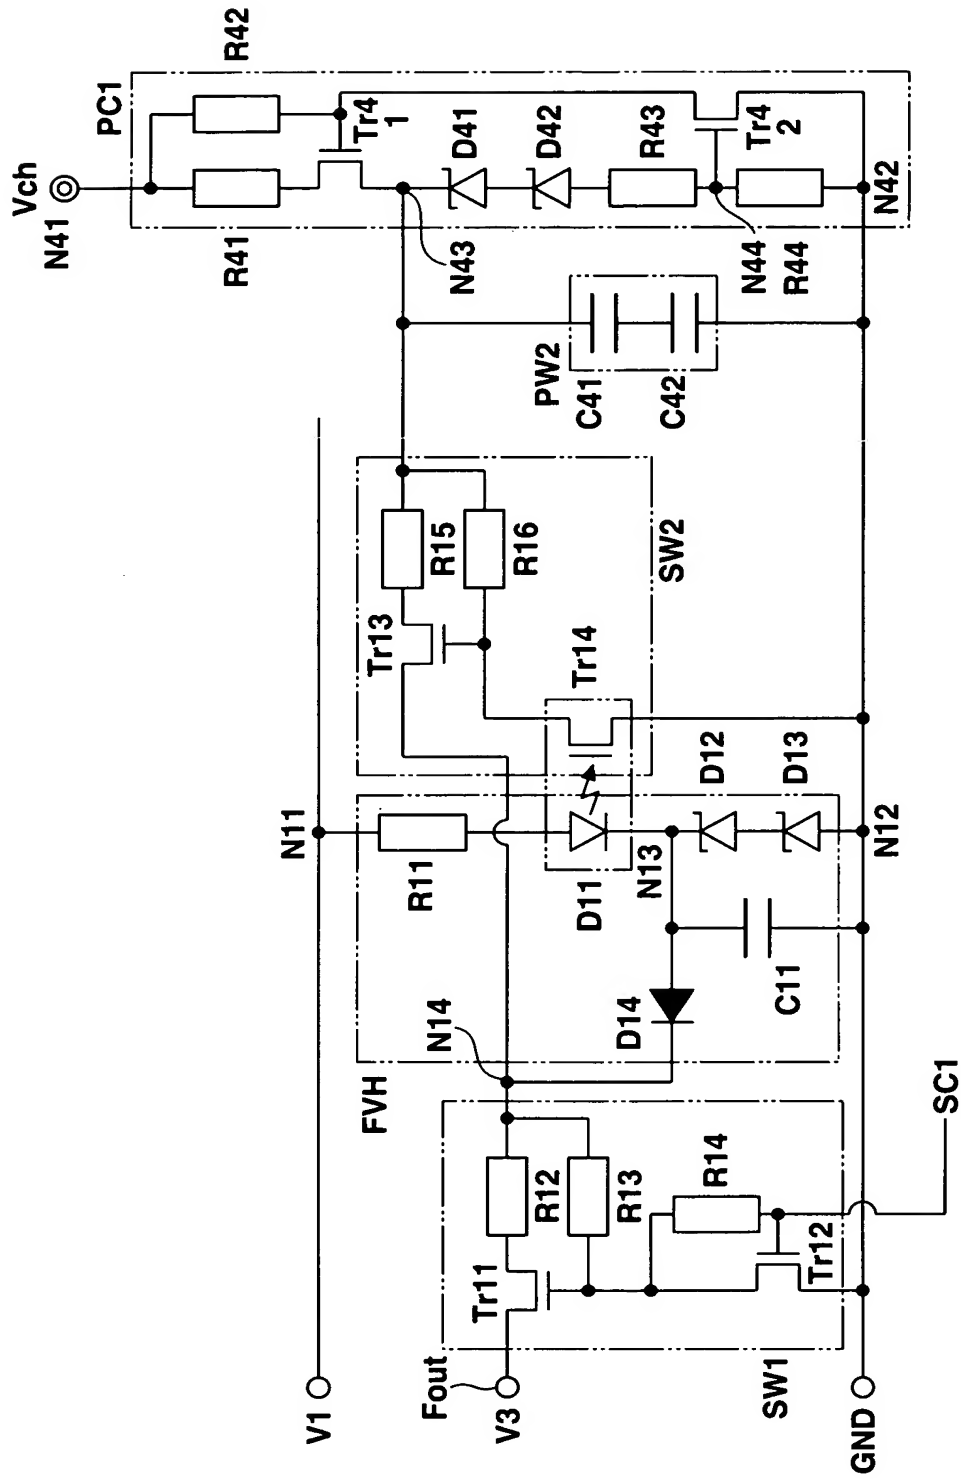 Vch
N41
PC1
R42
R41
Tr4
1
N43
D41
D42
R43
Tr4
2
N44
R44
N42
PW2
C41
C42
R15
R16
SW2
Tr13
Tr14
N11
R11
D11
N13
D12
D13
N12
N14
D14
C11
FVH
R12
R13
R14
SC1
Tr11
Tr12
SW1
Fout
V1
V3
GND